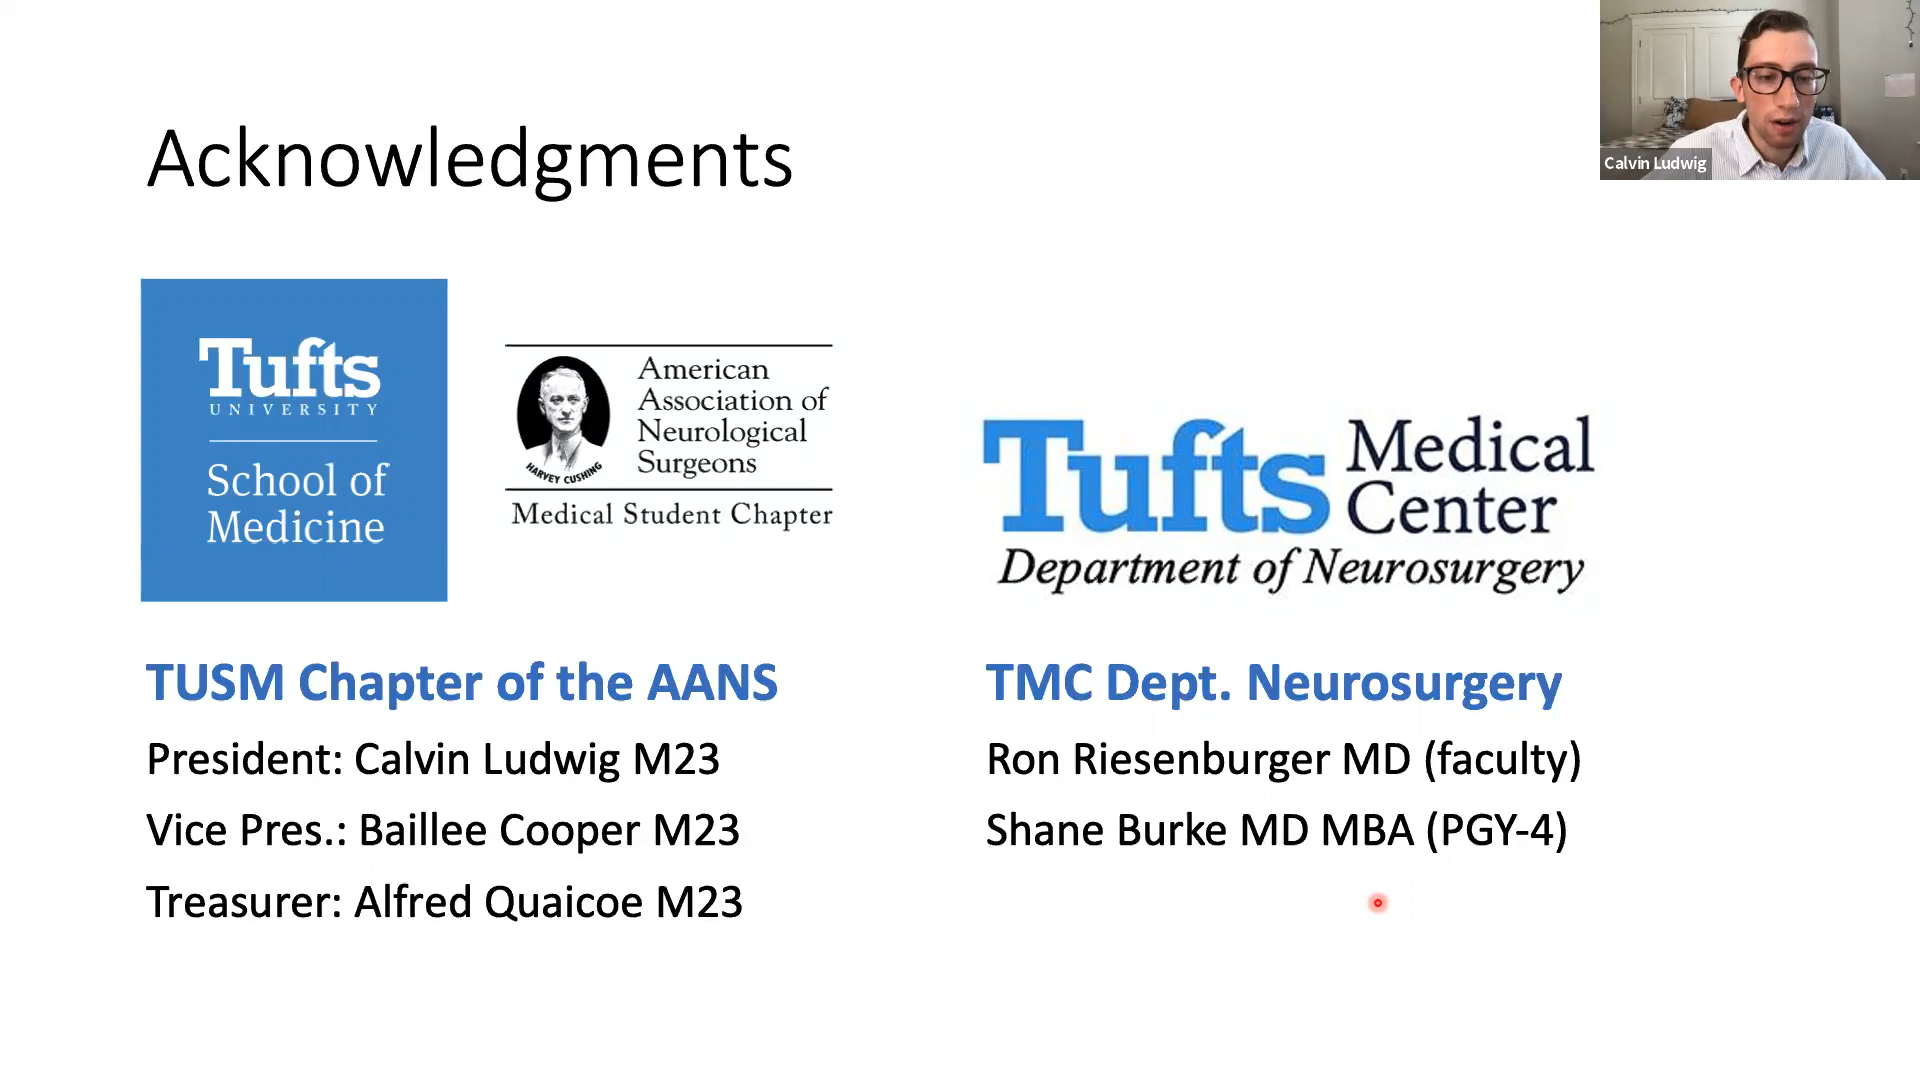 Acknowledgments
Calvin Ludwig
Tufts
UNIVERSITY
School of
Medicine
HARVEY CUSHING
American
Association of
Neurological
Surgeons
Medical Student Chapter
Tufts Medical
Center
Department of Neurosurgery
TUSM Chapter of the AANS
President: Calvin Ludwig M23
Vice Pres.: Baillee Cooper M23
Treasurer: Alfred Quaicoe M23
TMC Dept. Neurosurgery
Ron Riesenburger MD (faculty)
Shane Burke MD MBA (PGY-4)